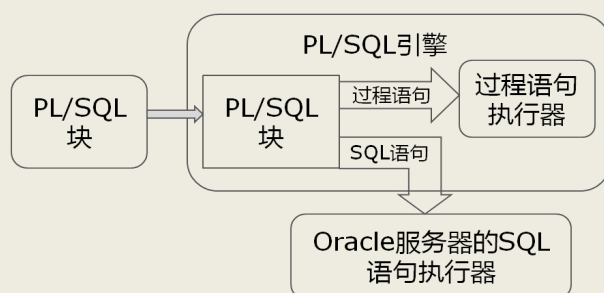 PL/SQL引擎
PL/SQL
块
PL/SQL
块
过程语句
过程语句
执行器
SQL语句
Oracle服务器的SQL
语句执行器